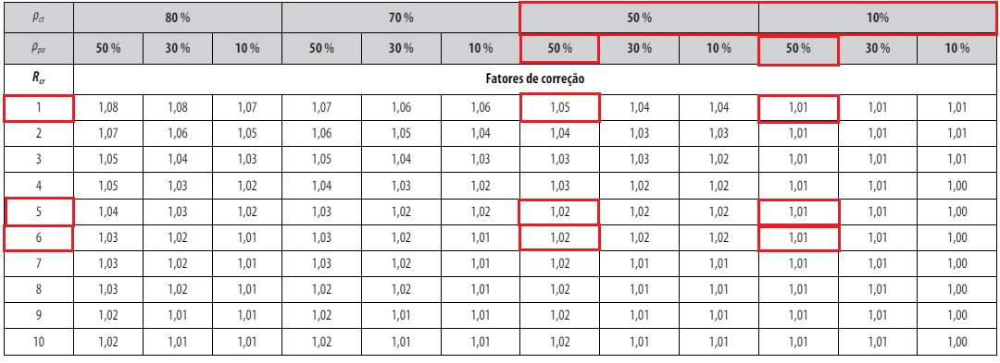 ρct 80 % 70 % 50 % 10%
ρpa 50 % 30 % 10 % 50 % 30 % 10 % 50 % 30 % 10 % 50 % 30 % 10 %
Rcr Fatores de correção
1 1,08 1,08 1,07 1,07 1,06 1,06 1,05 1,04 1,04 1,01 1,01 1,01
2 1,07 1,06 1,05 1,06 1,05 1,04 1,04 1,03 1,03 1,01 1,01 1,01
3 1,05 1,04 1,03 1,05 1,04 1,03 1,03 1,03 1,02 1,01 1,01 1,01
4 1,05 1,03 1,02 1,04 1,03 1,02 1,03 1,02 1,02 1,01 1,01 1,00
5 1,04 1,03 1,02 1,03 1,02 1,02 1,02 1,02 1,02 1,01 1,01 1,00
6 1,03 1,02 1,01 1,03 1,02 1,01 1,02 1,02 1,01 1,01 1,01 1,00
7 1,03 1,02 1,01 1,03 1,02 1,01 1,02 1,01 1,01 1,01 1,01 1,00
8 1,03 1,02 1,01 1,02 1,02 1,01 1,02 1,01 1,01 1,01 1,01 1,00
9 1,02 1,01 1,01 1,02 1,01 1,01 1,02 1,01 1,01 1,01 1,01 1,00
10 1,02 1,01 1,01 1,02 1,01 1,01 1,02 1,01 1,01 1,01 1,01 1,00